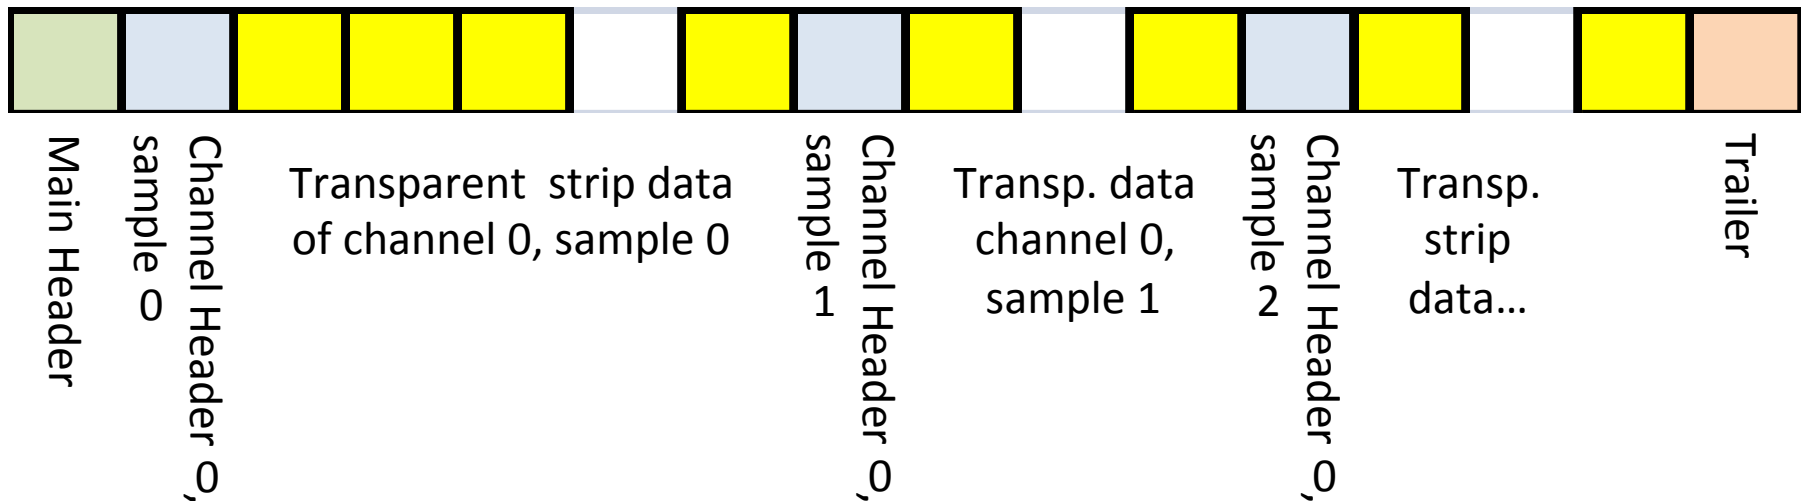 Main Header
Channel Header 0,
sample 0
Transparent strip data
of channel 0, sample 0
Channel Header 0,
sample 1
Transp. data
channel 0,
sample 1
Channel Header 0,
sample 2
Transp.
strip
data...
Trailer